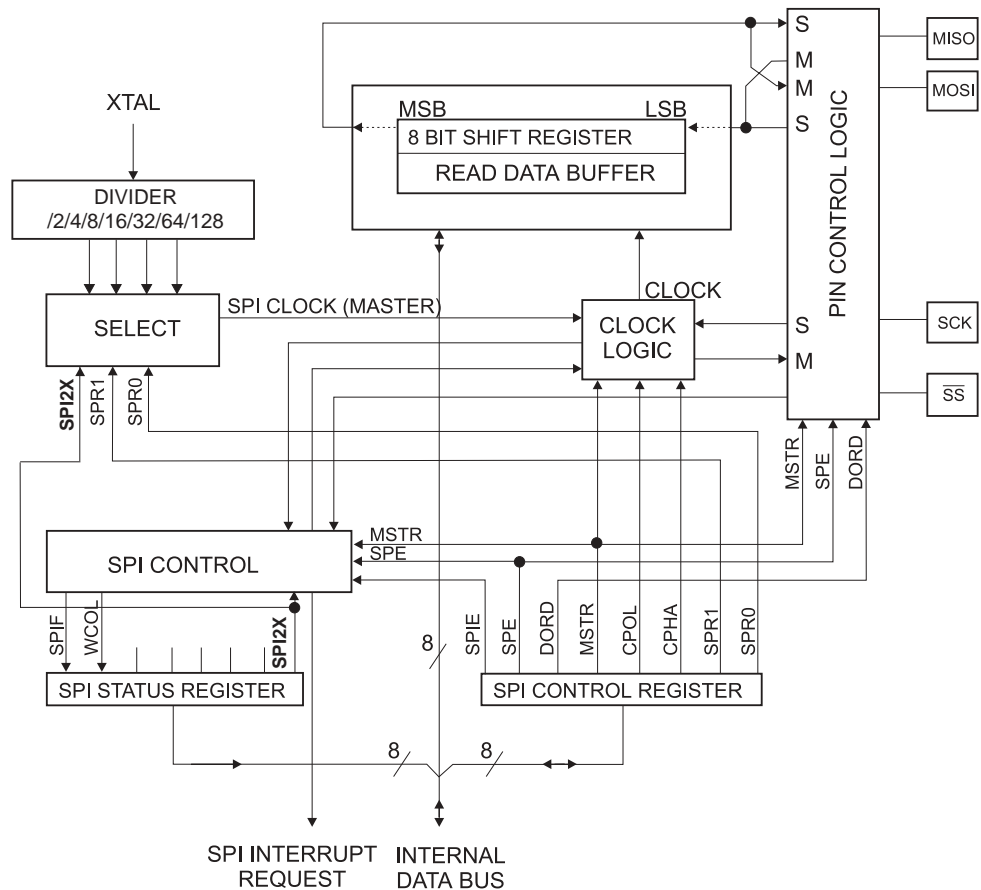 S
MISO
M
MOSI
M
S
PIN CONTROL LOGIC
XTAL
MSB
LSB
8 BIT SHIFT REGISTER
READ DATA BUFFER
DIVIDER
/2/4/8/16/32/64/128
SPI CLOCK (MASTER)
CLOCK
SELECT
CLOCK
LOGIC
S
M
SCK
SS
SPI2X
SPR1
SPR0
MSTR
SPE
DORD
MSTR
SPE
SPI CONTROL
SPIF
WCOL
SPI2X
8
SPIE
SPE
DORD
MSTR
CPOL
CPHA
SPR1
SPR0
SPI STATUS REGISTER
SPI CONTROL REGISTER
8
8
SPI INTERRUPT
REQUEST
INTERNAL
DATA BUS